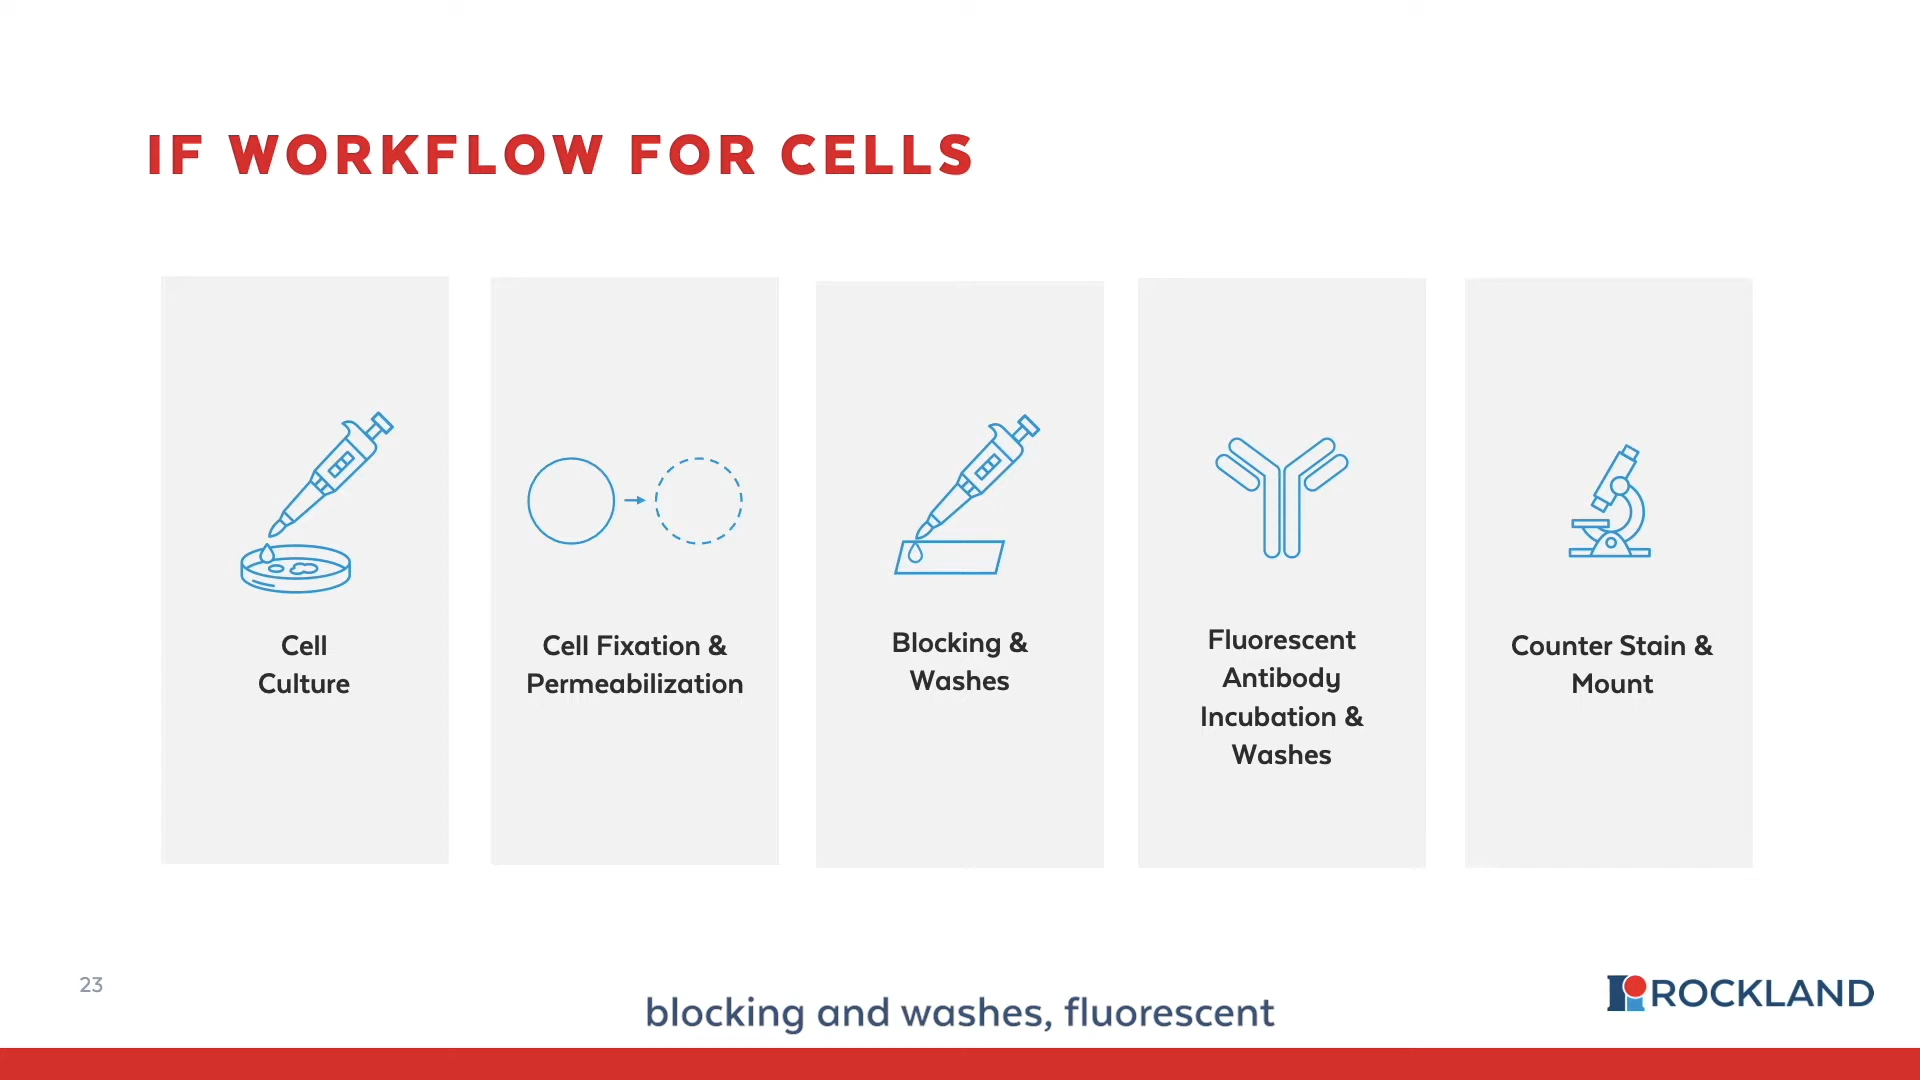 IF WORKFLOW FOR CELLS
Cell
Culture
Cell Fixation &
Permeabilization
Blocking &
Washes
Fluorescent
Antibody
Incubation &
Washes
Counter Stain &
Mount
23
blocking and washes, fluorescent
ROCKLAND